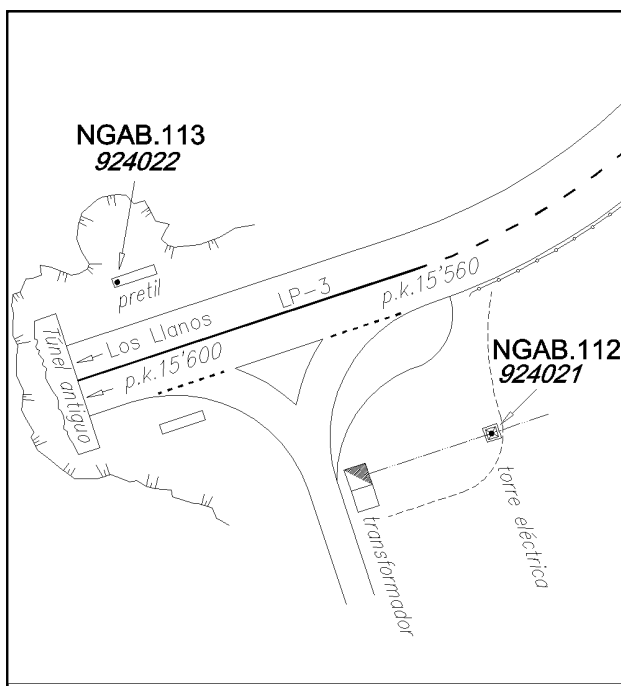 NGAB.113
924022
pretil
LP-3
p.k.15'560
Los Llanos
p.k.15'600
Túnel antiguo
NGAB.112
924021
torre eléctrica
transformador